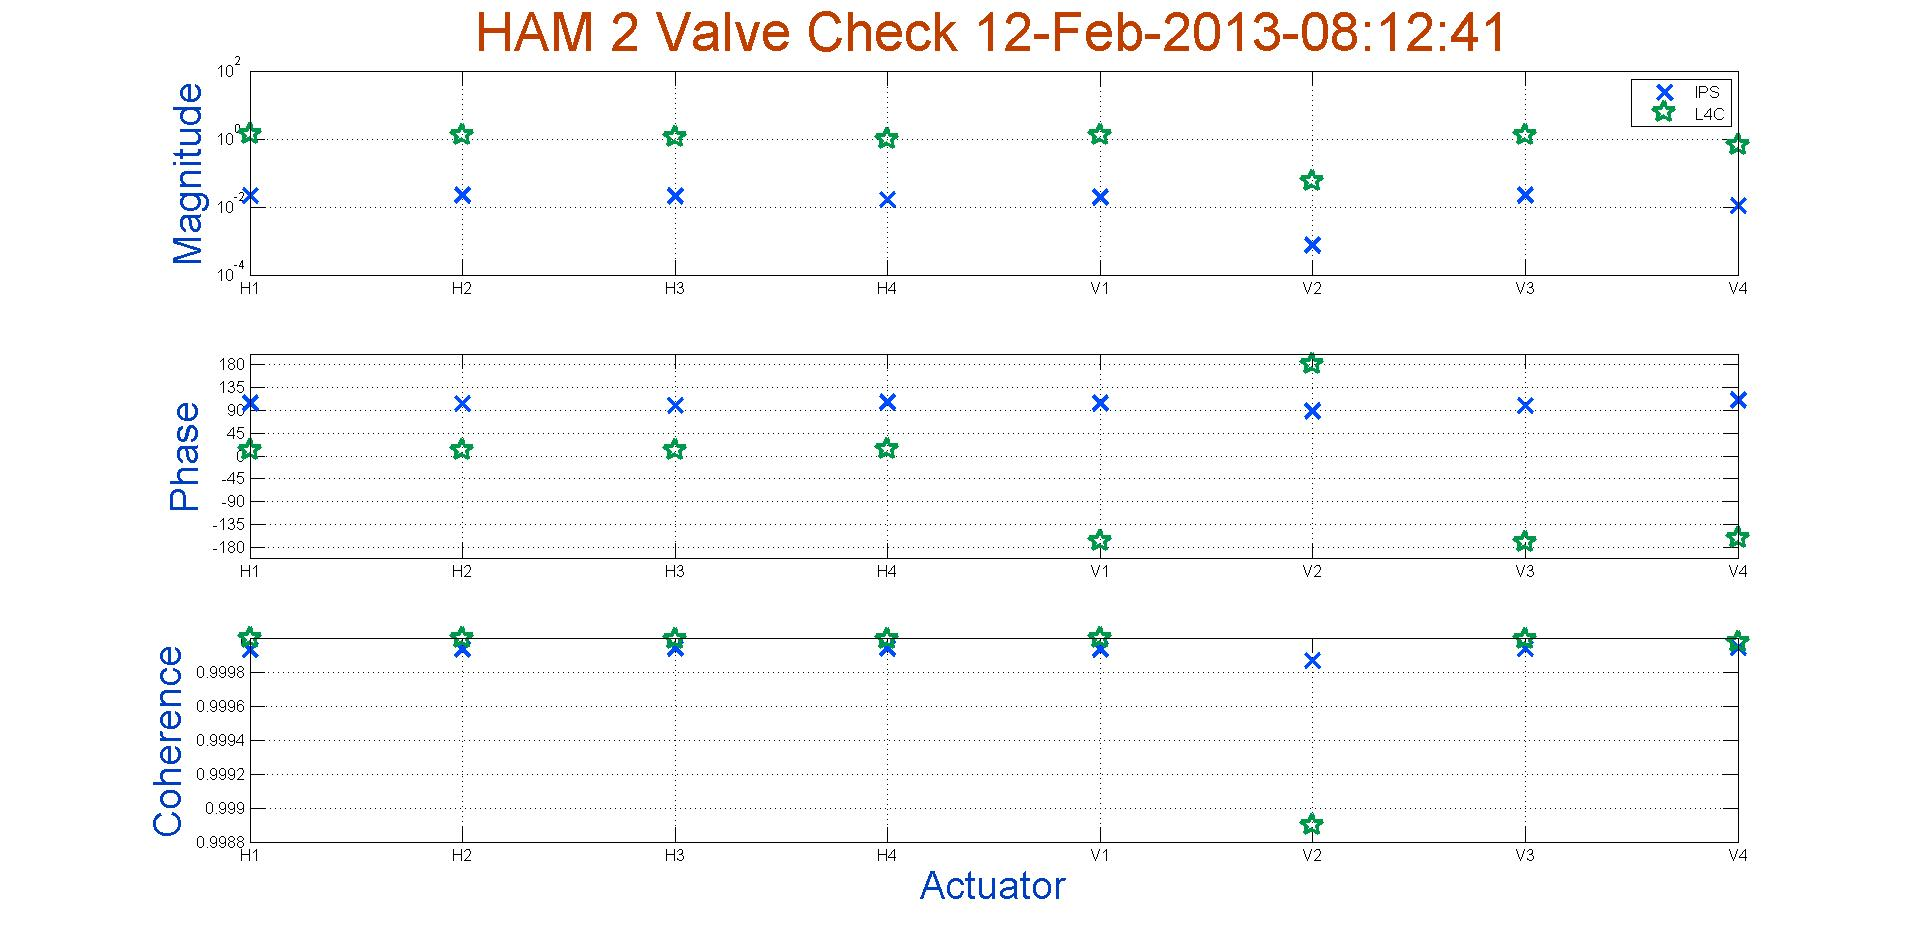 HAM 2 Valve Check 12-Feb-2013-08:12:41
Magnitude
10^2
10^0
10^-2
10^-4
IPS
L4C
H1 H2 H3 H4 V1 V2 V3 V4
Phase
180
135
90
45
0
-45
-90
-135
-180
H1 H2 H3 H4 V1 V2 V3 V4
Coherence
0.9998
0.9996
0.9994
0.9992
0.999
0.9988
H1 H2 H3 H4 V1 V2 V3 V4
Actuator